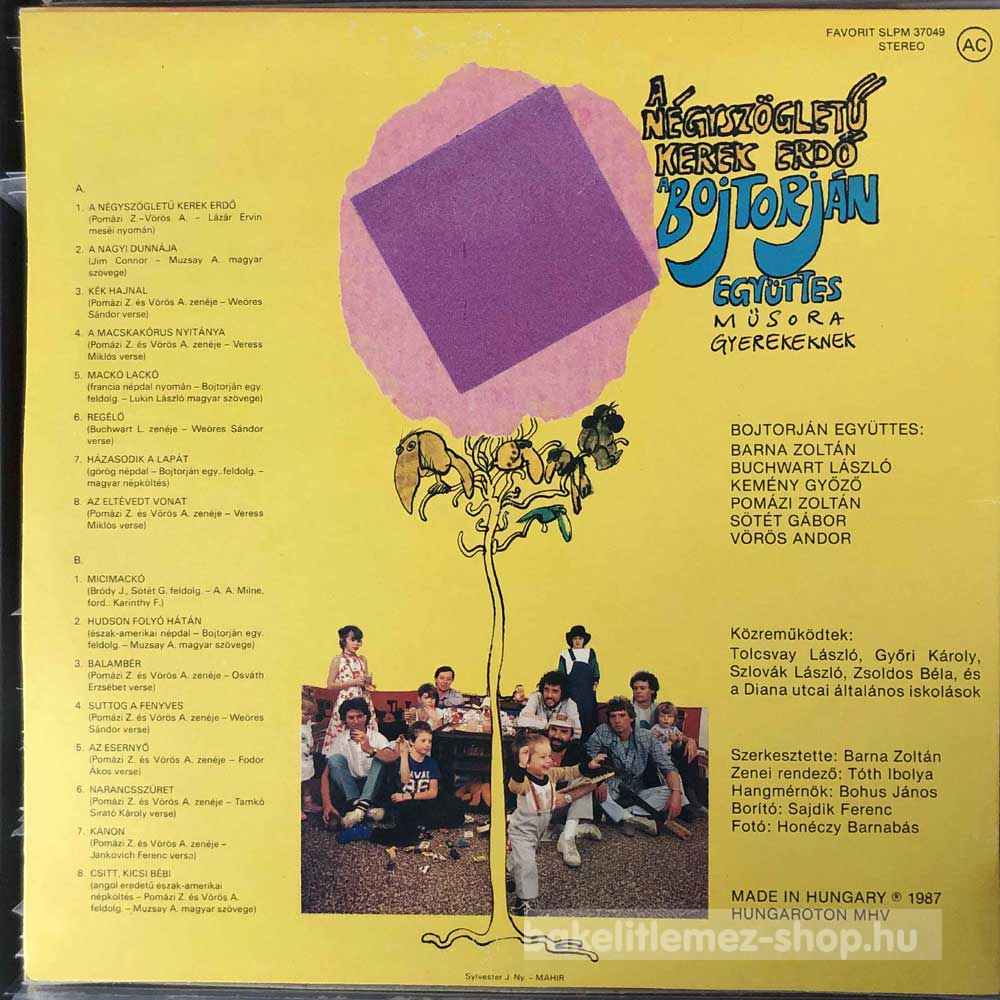 FAVORIT SLPM 37049
STEREO
AC
A
NÉGYSZÖGLETŰ
KEREK ERDŐ
A BOJTORJÁN
EGYÜTTES
MŰSORA
GYEREKEKNEK
A.
1. A NÉGYSZÖGLETŰ KEREK ERDŐ
(Pomázi Z.–Vörös A. – Lázár Ervin
meséi nyomán)
2. A NAGYI DUNNÁJA
(Jim Connor – Muzsay A. magyar
szövege)
3. KÉK HAJNAL
(Pomázi Z. és Vörös A. zenéje – Weöres
Sándor verse)
4. A MACSKAKÓRUS NYITÁNYA
(Pomázi Z. és Vörös A. zenéje – Veress
Miklós verse)
5. MACKÓ LACKÓ
(francia népdal nyomán – Bojtorján egy.
feldolg. – Lukin László magyar szövege)
6. REGÉLŐ
(Buchwart L. zenéje – Weöres Sándor
verse)
7. HÁZASODIK A LAPÁT
(görög népdal – Bojtorján egy. feldolg. –
magyar népköltés)
8. AZ ELTÉVEDT VONAT
(Pomázi Z. és Vörös A. zenéje – Veress
Miklós verse)
B.
1. MICIMACKÓ
(Bródy J., Sötét G. feldolg. – A. A. Milne,
ford.. Karinthy F.)
2. HUDSON FOLYÓ HÁTÁN
(észak-amerikai népdal – Bojtorján egy.
feldolg. – Muzsay A. magyar szövege)
3. BALAMBÉR
(Pomázi Z. és Vörös A. zenéje – Osváth
Erzsébet verse)
4. SUTTOG A FENYVES
(Pomázi Z. és Vörös A. zenéje – Weöres
Sándor verse)
5. AZ ESERNYŐ
(Pomázi Z. és Vörös A. zenéje – Fodor
Ákos verse)
6. NARANCSSZÜRET
(Pomázi Z. és Vörös A. zenéje – Tamkó
Sirató Károly verse)
7. KÁNON
(Pomázi Z. és Vörös A. zenéje –
Jankovich Ferenc verse)
8. CSITT, KICSI BÉBI
(angol eredetű észak-amerikai
népköltés – Pomázi Z. és Vörös A.
feldolg. – Muzsay A. magyar szövege)
BOJTORJÁN EGYÜTTES:
BARNA ZOLTÁN
BUCHWART LÁSZLÓ
KEMÉNY GYŐZŐ
POMÁZI ZOLTÁN
SÖTÉT GÁBOR
VÖRÖS ANDOR
Közreműködtek:
Tolcsvay László, Győri Károly,
Szlovák László, Zsoldos Béla, és
a Diana utcai általános iskolások
Szerkesztette: Barna Zoltán
Zenei rendező: Tóth Ibolya
Hangmérnök: Bohus János
Borító: Sajdik Ferenc
Fotó: Honéczy Barnabás
MADE IN HUNGARY ℗ 1987
HUNGAROTON MHV
bakelitlemez-shop.hu
Sylvester J. Ny. – MAHIR